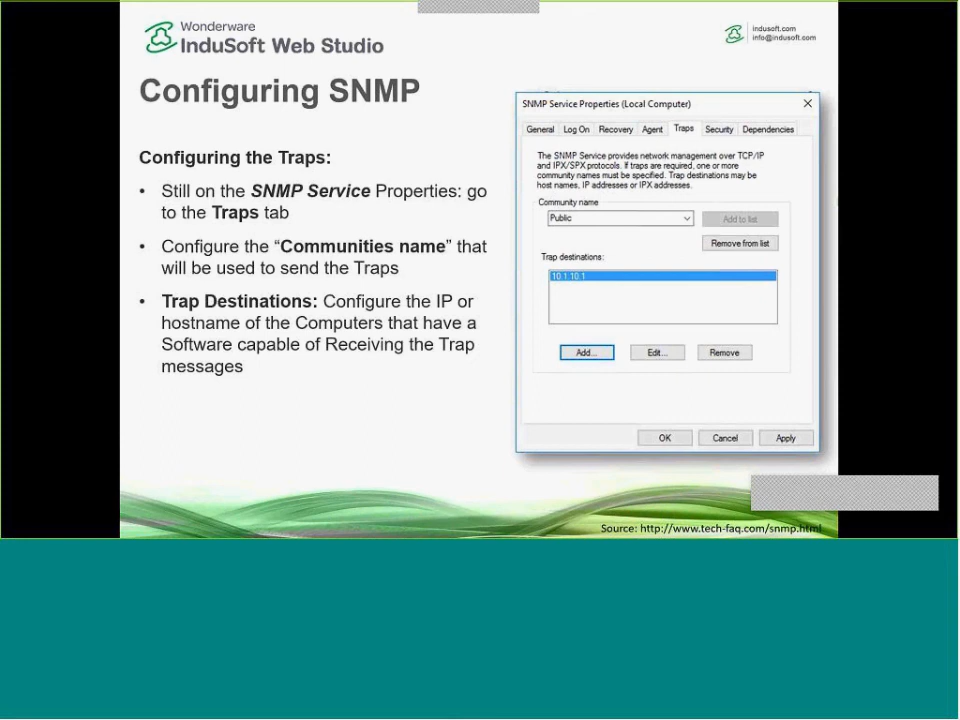 Wonderware
InduSoft Web Studio
indusoft.com
info@indusoft.com
Configuring SNMP
Configuring the Traps:
• Still on the SNMP Service Properties: go
to the Traps tab
• Configure the “Communities name“ that
will be used to send the Traps
• Trap Destinations: Configure the IP or
hostname of the Computers that have a
Software capable of Receiving the Trap
messages
SNMP Service Properties (Local Computer)
General Log On Recovery Agent Traps Security Dependencies
The SNMP Service provides network management over TCP/IP
and IPX/SPX protocols. If traps are required, one or more
community names must be specified. Trap destinations may be
host names, IP addresses or IPX addresses.
Community name
Public
Add to list
Remove from list
Trap destinations:
10.1.10.1
Add... Edit... Remove
OK Cancel Apply
Source: http://www.tech-faq.com/snmp.html